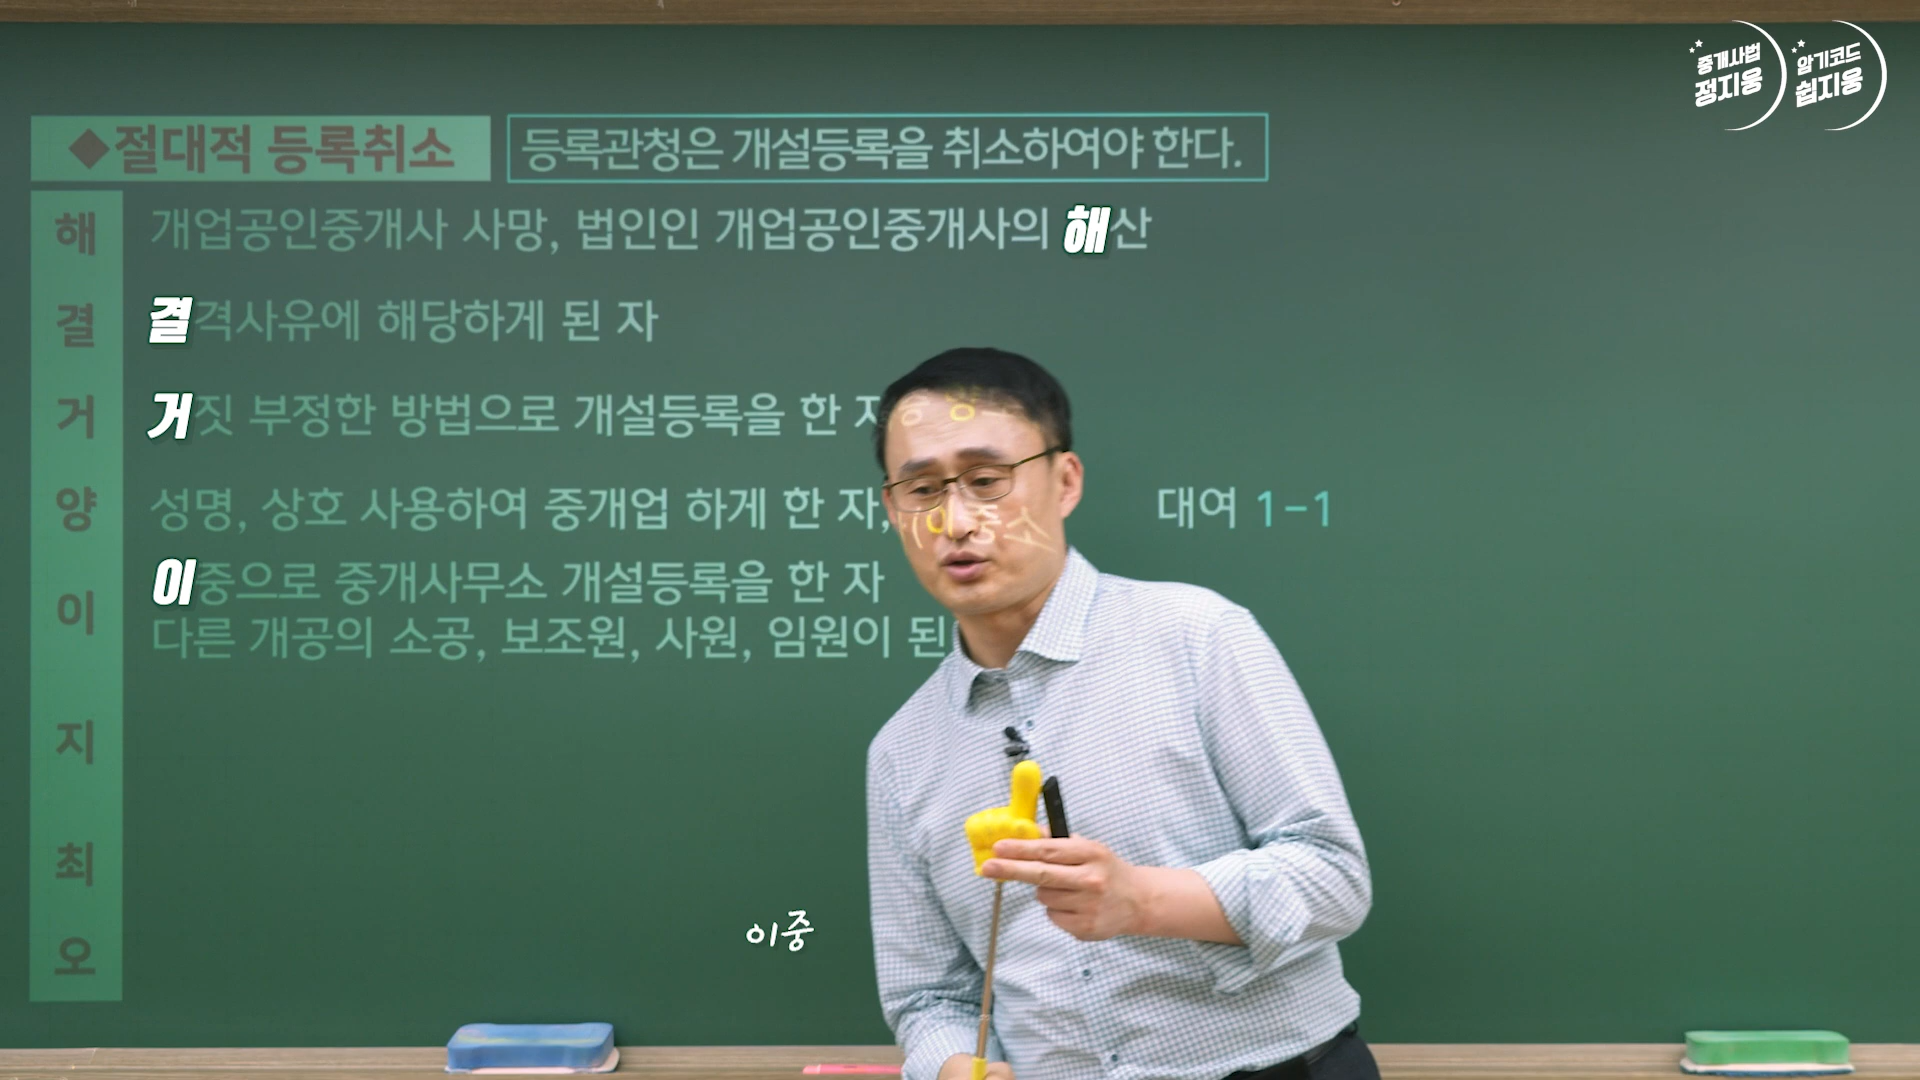 중개사법 암기코드
정지웅 쉽지웅
◆절대적 등록취소 등록관청은 개설등록을 취소하여야 한다.
해 개업공인중개사 사망, 법인인 개업공인중개사의 해산
결 결격사유에 해당하게 된 자
거 거짓 부정한 방법으로 개설등록을 한
양 성명, 상호 사용하여 중개업 하게 한 자, 대여 1-1
이 이중으로 중개사무소 개설등록을 한 자
다른 개공의 소공, 보조원, 사원, 임원이 된
지
최
오
이중